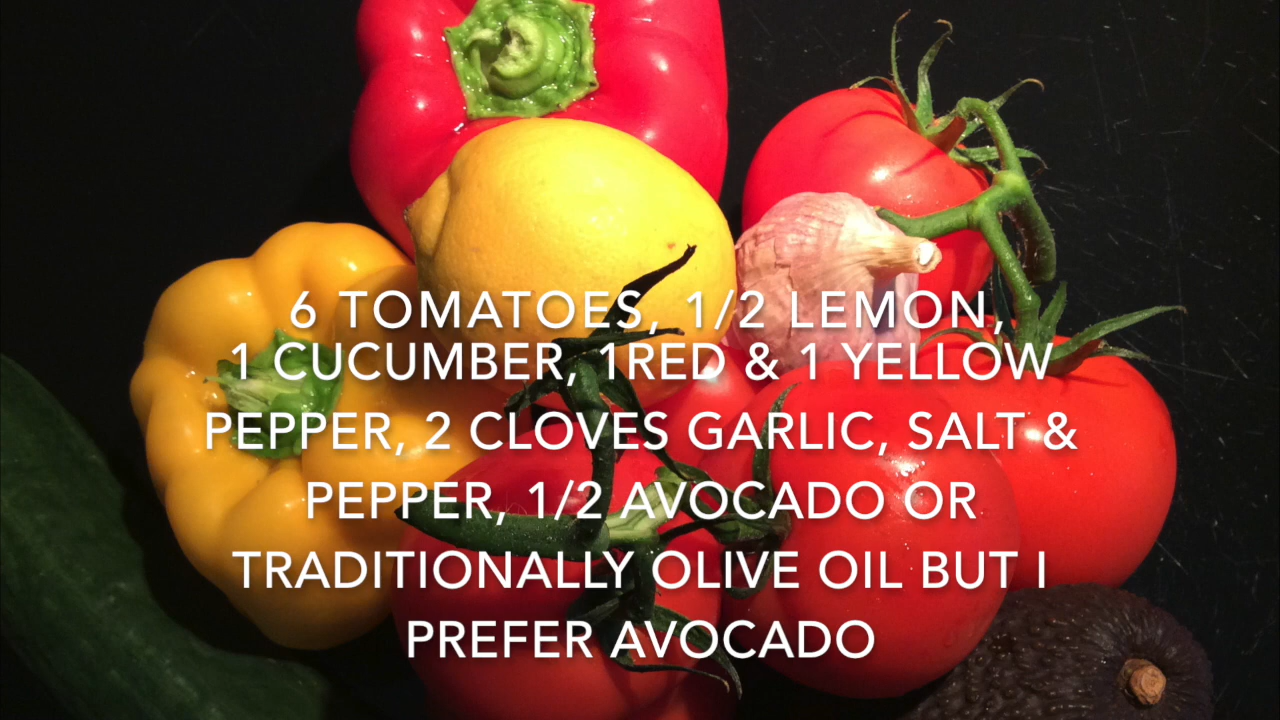 6 TOMATOES, 1/2 LEMON,
1 CUCUMBER, 1RED & 1 YELLOW
PEPPER, 2 CLOVES GARLIC, SALT &
PEPPER, 1/2 AVOCADO OR
TRADITIONALLY OLIVE OIL BUT I
PREFER AVOCADO